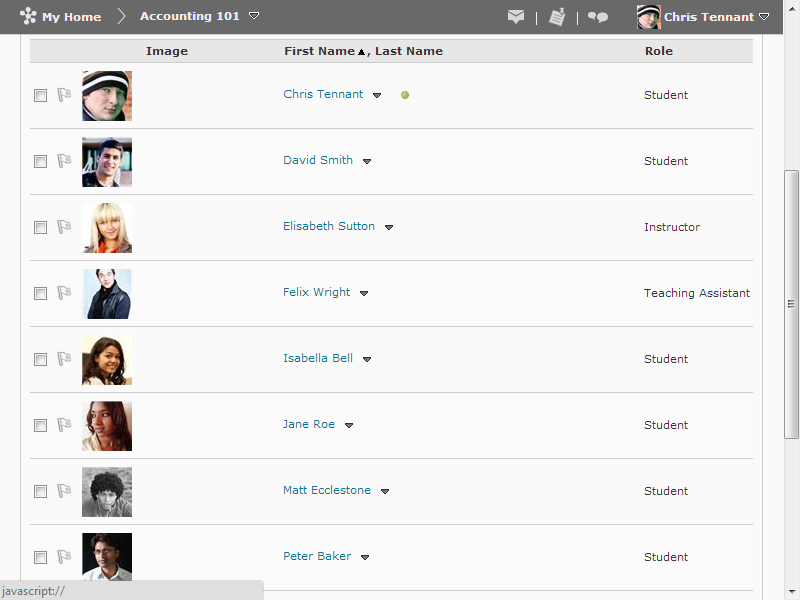 My Home Accounting 101 Chris Tennant
Image First Name▲, Last Name Role
Chris Tennant Student
David Smith Student
Elisabeth Sutton Instructor
Felix Wright Teaching Assistant
Isabella Bell Student
Jane Roe Student
Matt Ecclestone Student
Peter Baker Student
javascript://